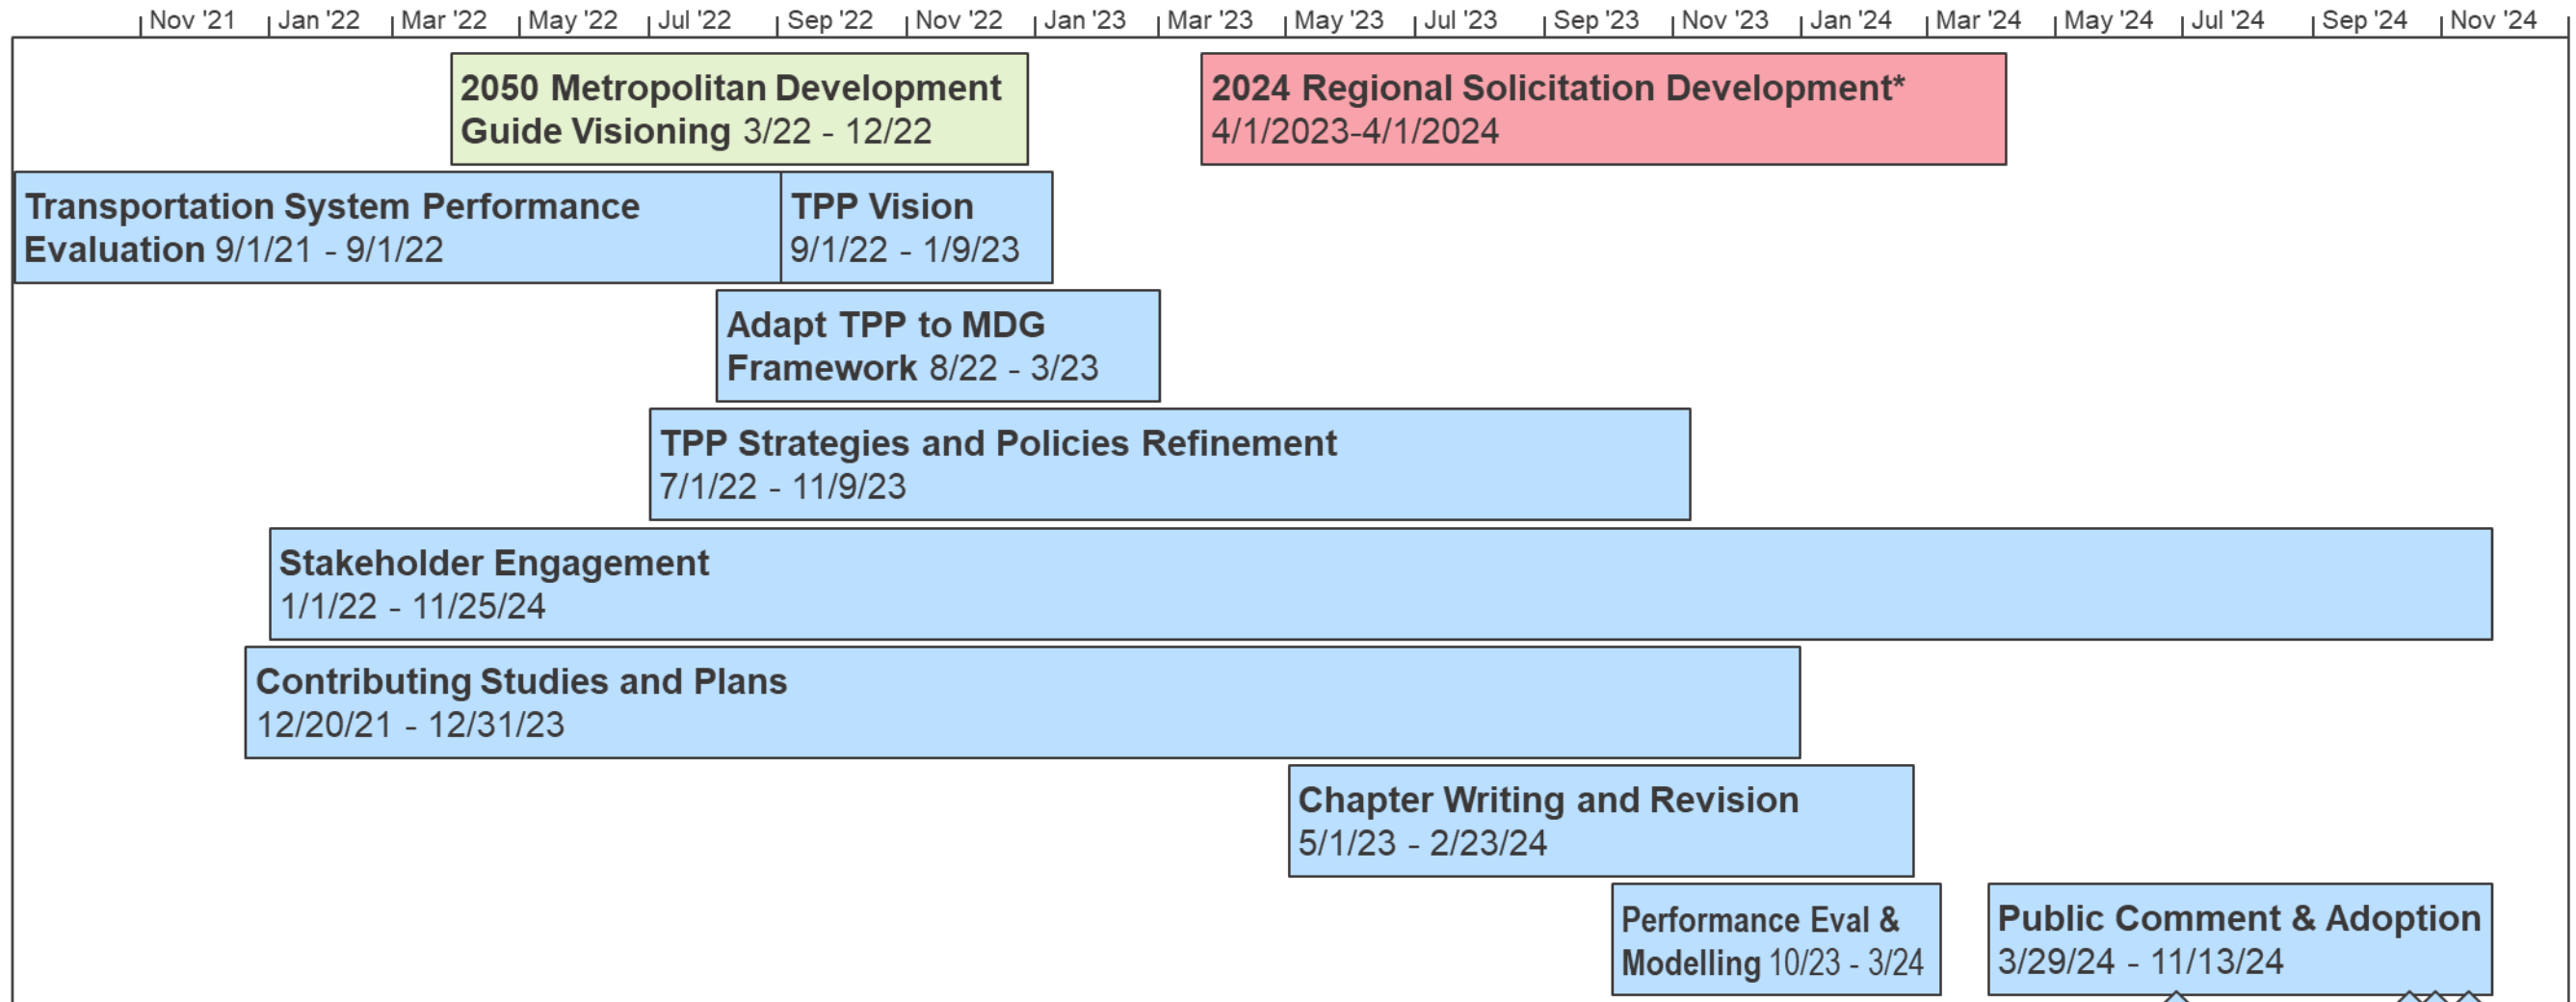 Nov '21 Jan '22 Mar '22 May '22 Jul '22 Sep '22 Nov '22 Jan '23 Mar '23 May '23 Jul '23 Sep '23 Nov '23 Jan '24 Mar '24 May '24 Jul '24 Sep '24 Nov '24
2050 Metropolitan Development
Guide Visioning 3/22 - 12/22
2024 Regional Solicitation Development*
4/1/2023-4/1/2024
Transportation System Performance
Evaluation 9/1/21 - 9/1/22
TPP Vision
9/1/22 - 1/9/23
Adapt TPP to MDG
Framework 8/22 - 3/23
TPP Strategies and Policies Refinement
7/1/22 - 11/9/23
Stakeholder Engagement
1/1/22 - 11/25/24
Contributing Studies and Plans
12/20/21 - 12/31/23
Chapter Writing and Revision
5/1/23 - 2/23/24
Performance Eval &
Modelling 10/23 - 3/24
Public Comment & Adoption
3/29/24 - 11/13/24